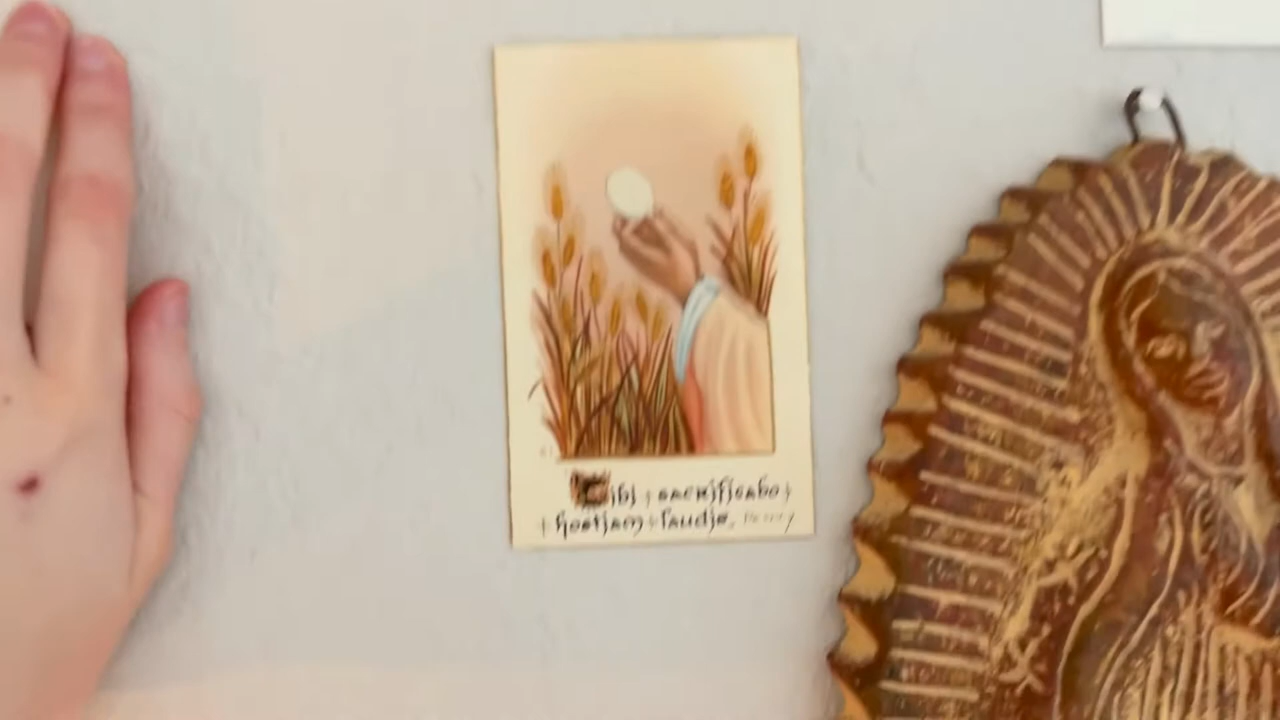 Tibi + sacrificabo +
+ hostiam + laudis.